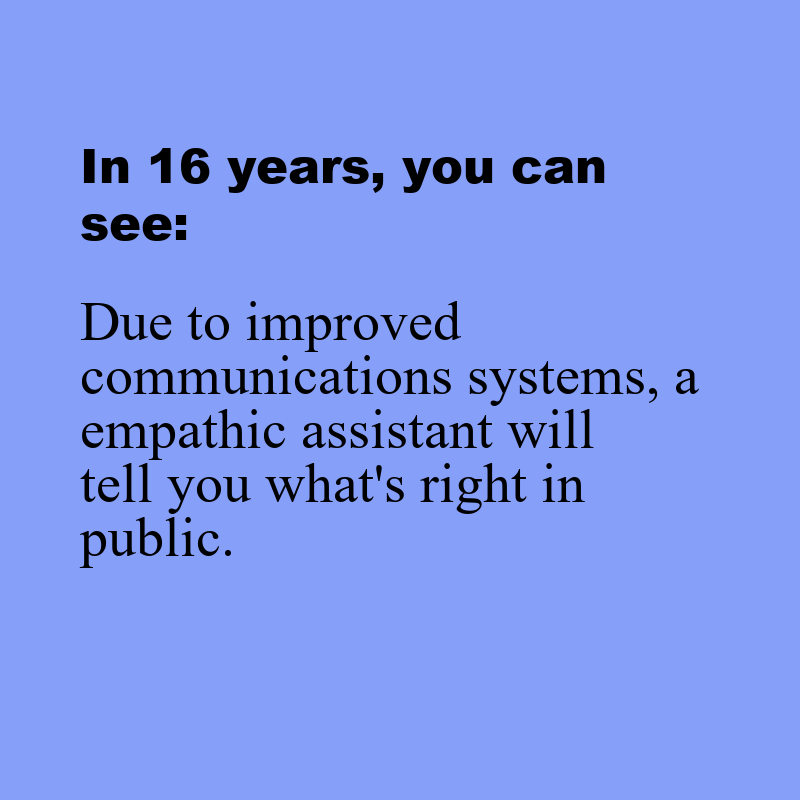 In 16 years, you can
see:
Due to improved
communications systems, a
empathic assistant will
tell you what's right in
public.